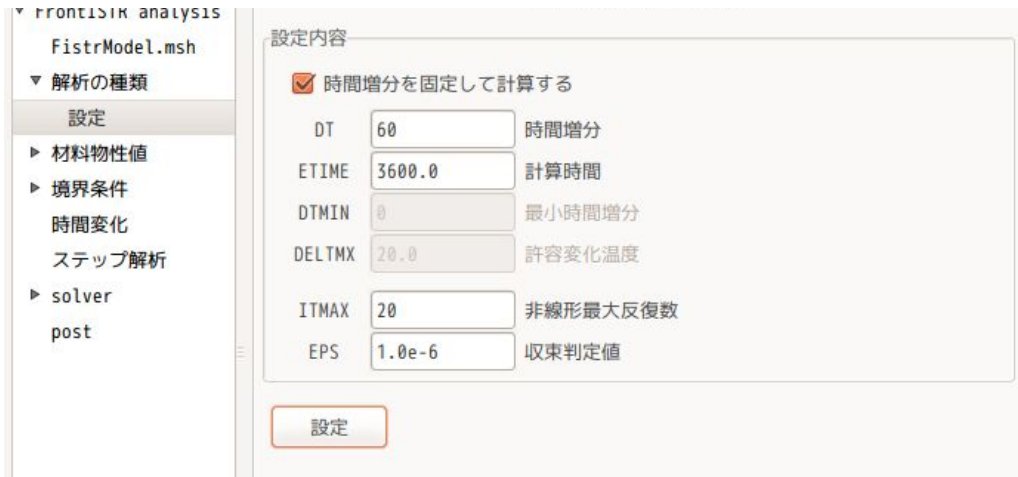 FrontISTR analysis
FistrModel.msh
解析の種類
設定
材料物性値
境界条件
時間変化
ステップ解析
solver
post
設定内容
時間増分を固定して計算する
DT 60 時間増分
ETIME 3600.0 計算時間
DTMIN 0 最小時間増分
DELTMX 20.0 許容変化温度
ITMAX 20 非線形最大反復数
EPS 1.0e-6 収束判定値
設定